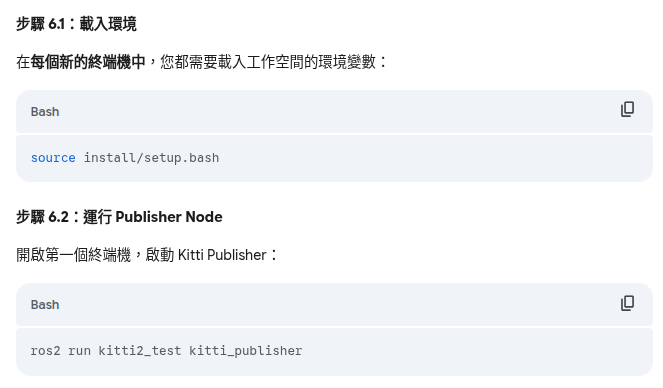 步驟 6.1：載入環境
在每個新的終端機中，您都需要載入工作空間的環境變數：
Bash
source install/setup.bash
步驟 6.2：運行 Publisher Node
開啟第一個終端機，啟動 Kitti Publisher：
Bash
ros2 run kitti2_test kitti_publisher